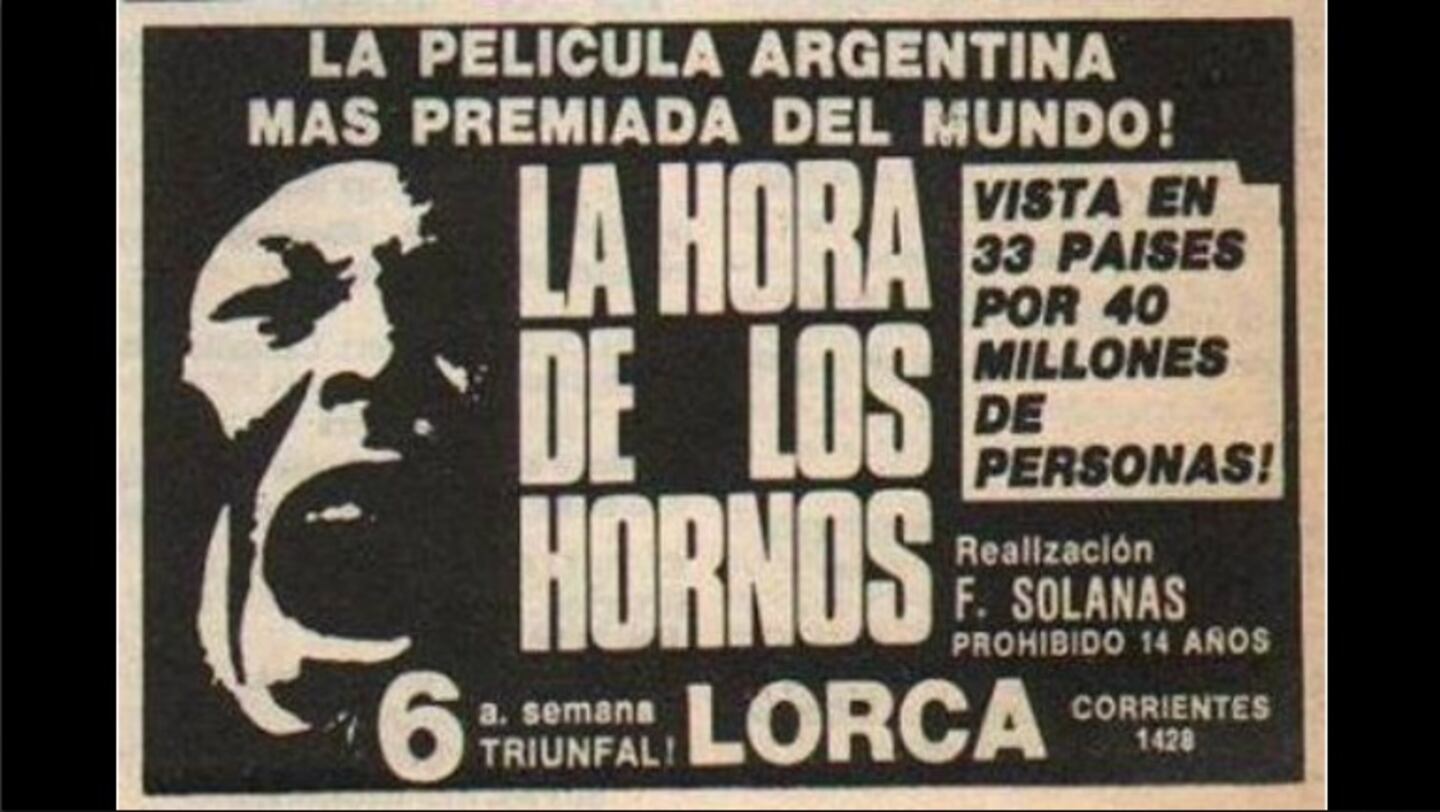 LA PELICULA ARGENTINA
MAS PREMIADA DEL MUNDO!
LA HORA
DE LOS
HORNOS
VISTA EN
33 PAISES
POR 40
MILLONES
DE
PERSONAS!
Realización
F. SOLANAS
PROHIBIDO 14 AÑOS
6a. semana
TRIUNFAL!
LORCA
CORRIENTES
1428